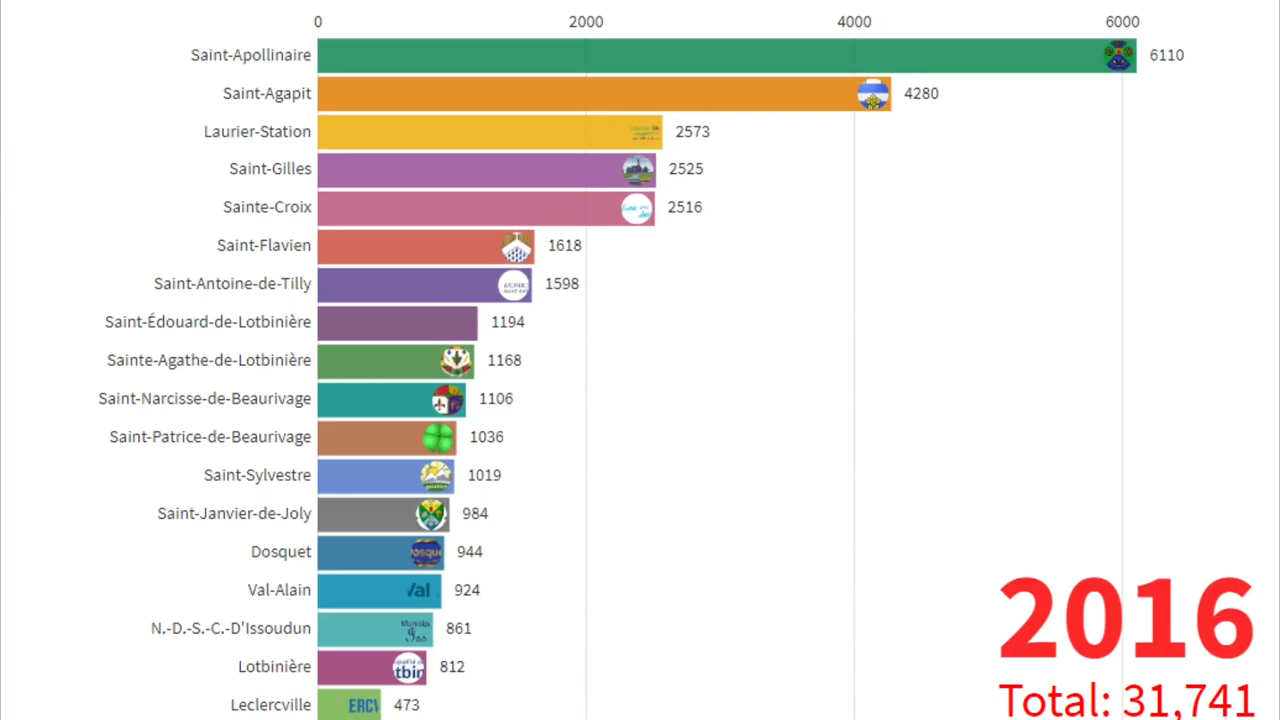 0 2000 4000 6000
Saint-Apollinaire 6110
Saint-Agapit 4280
Laurier-Station 2573
Saint-Gilles 2525
Sainte-Croix 2516
Saint-Flavien 1618
Saint-Antoine-de-Tilly 1598
Saint-Édouard-de-Lotbinière 1194
Sainte-Agathe-de-Lotbinière 1168
Saint-Narcisse-de-Beaurivage 1106
Saint-Patrice-de-Beaurivage 1036
Saint-Sylvestre 1019
Saint-Janvier-de-Joly 984
Dosquet 944
Val-Alain Val 924
N.-D.-S.-C.-D'Issoudun 861
Lotbinière tbin 812
Leclercville ERCV 473
2016
Total: 31,741